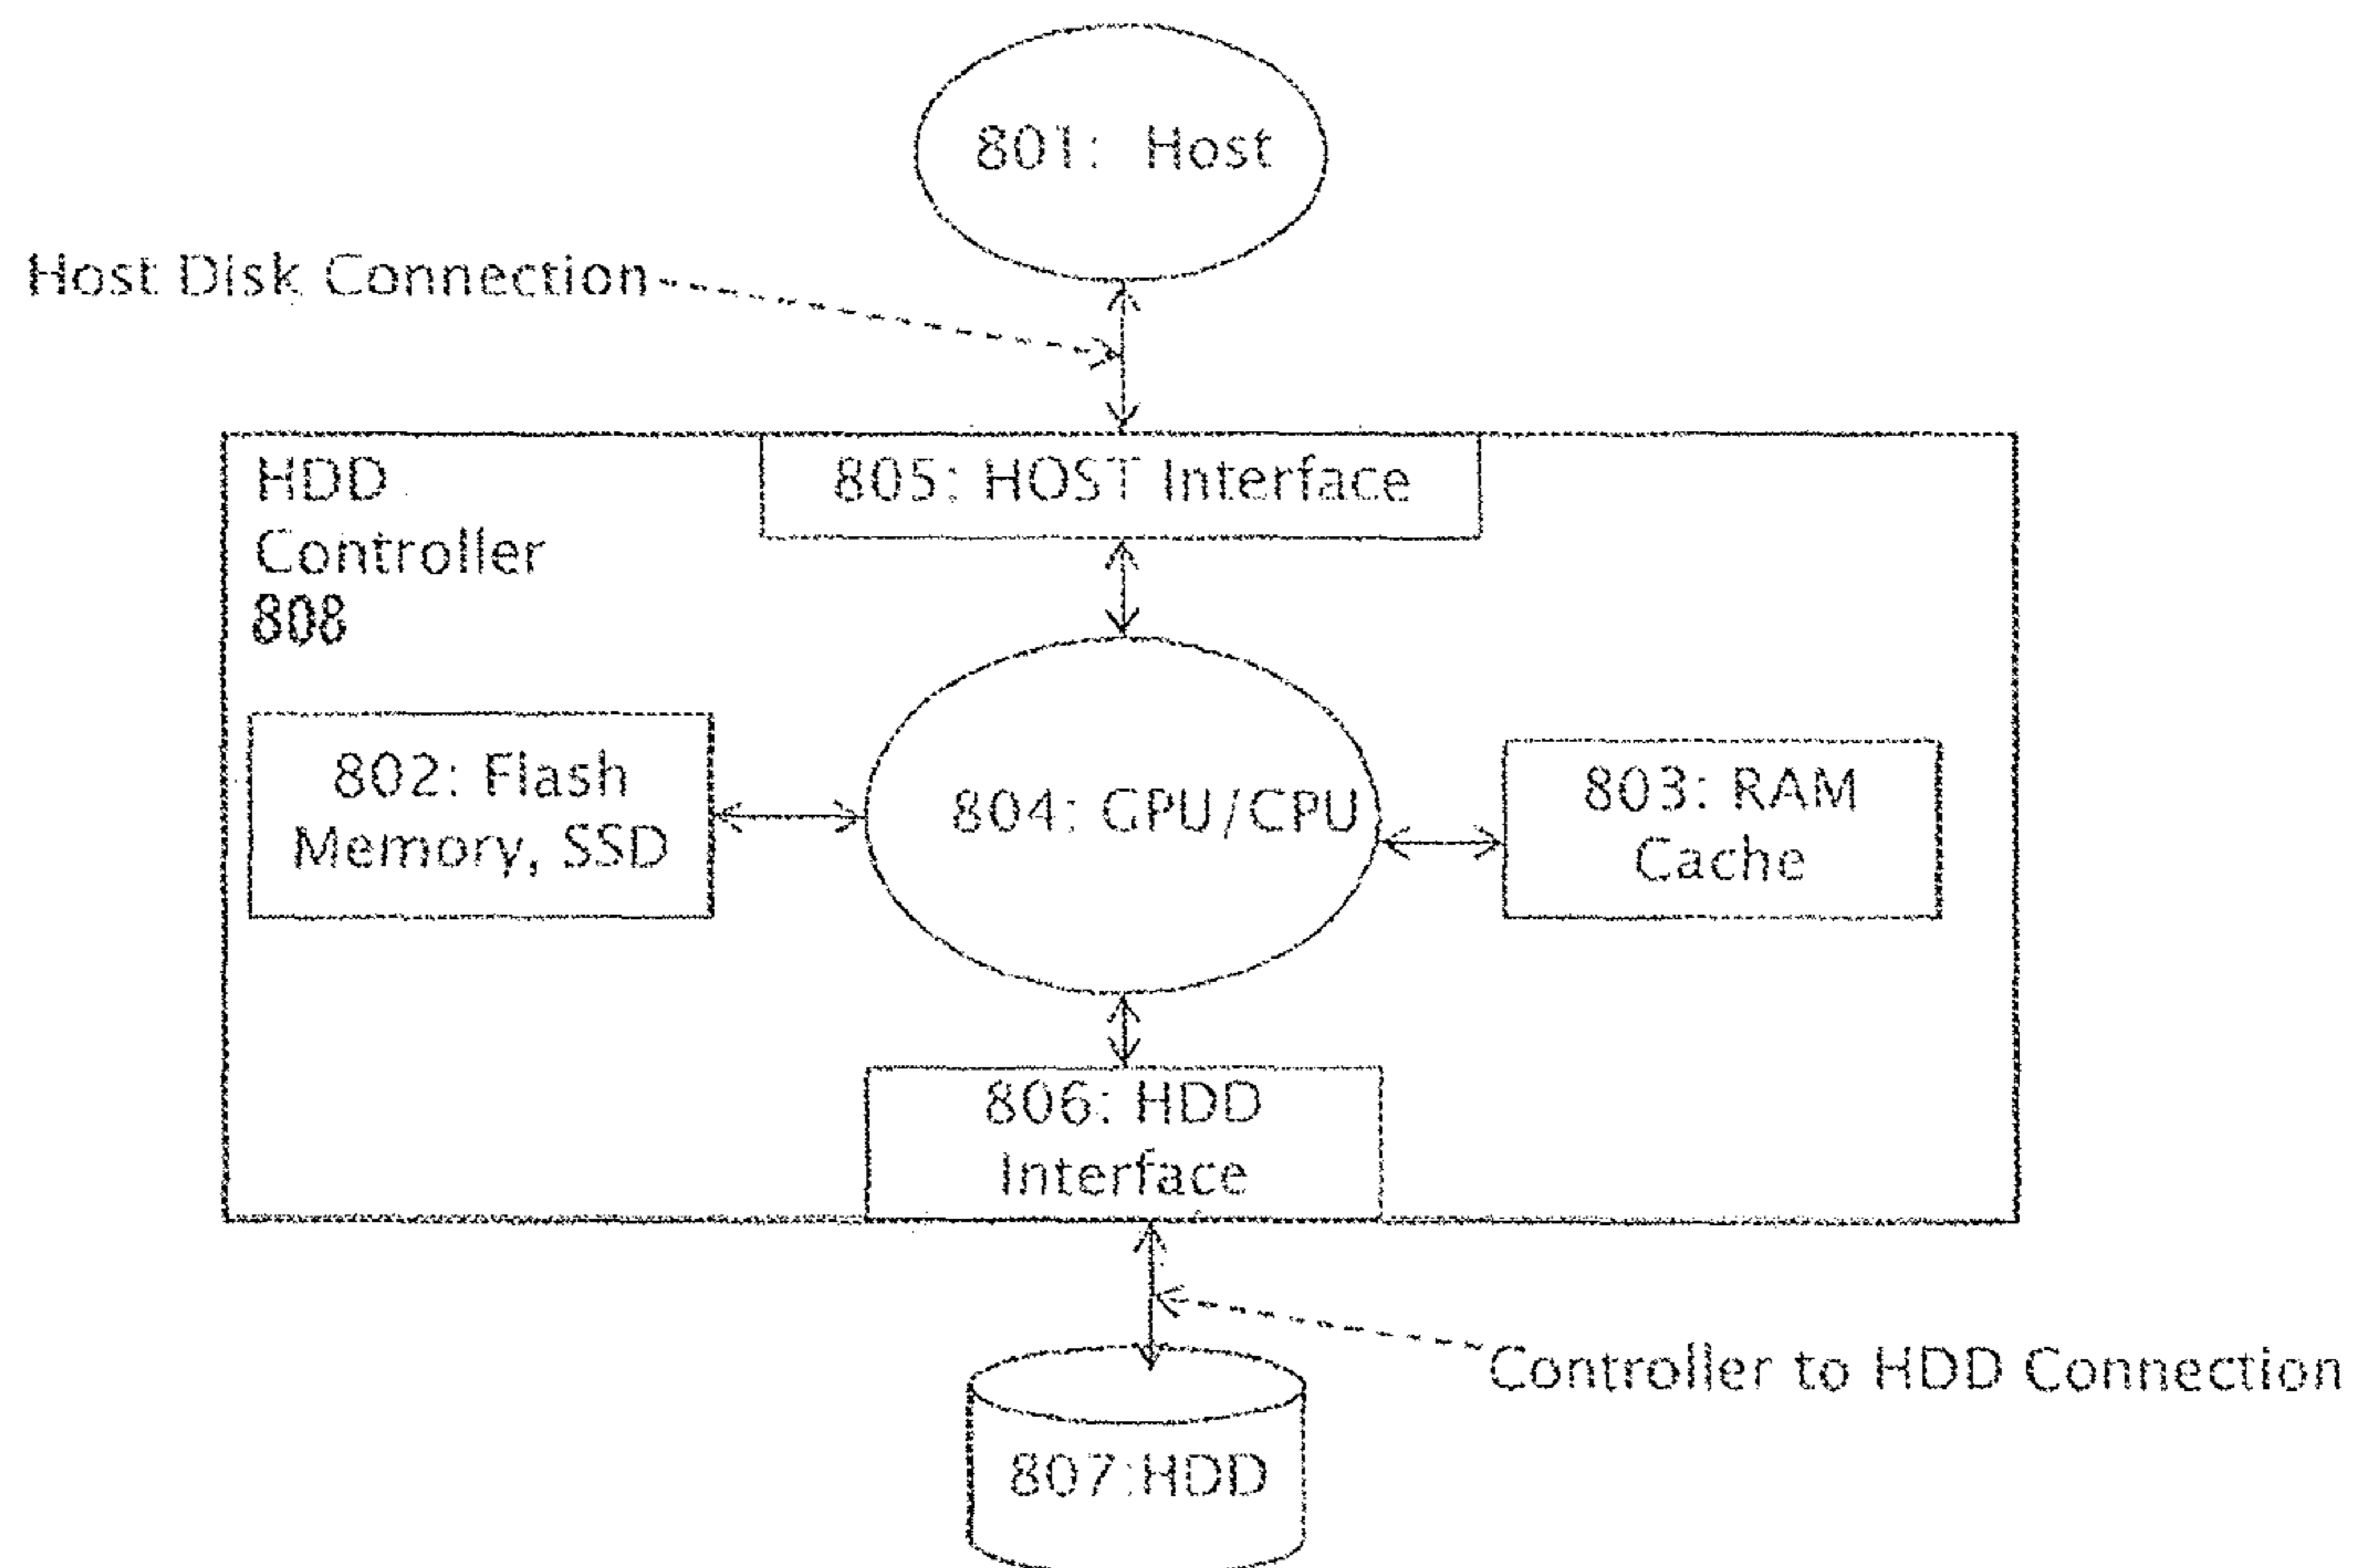 801: Host
Host Disk Connection
HDD
Controller
808
805: HOST Interface
802: Flash
Memory, SSD
804: GPU/CPU
803: RAM
Cache
806: HDD
Interface
Controller to HDD Connection
807:HDD